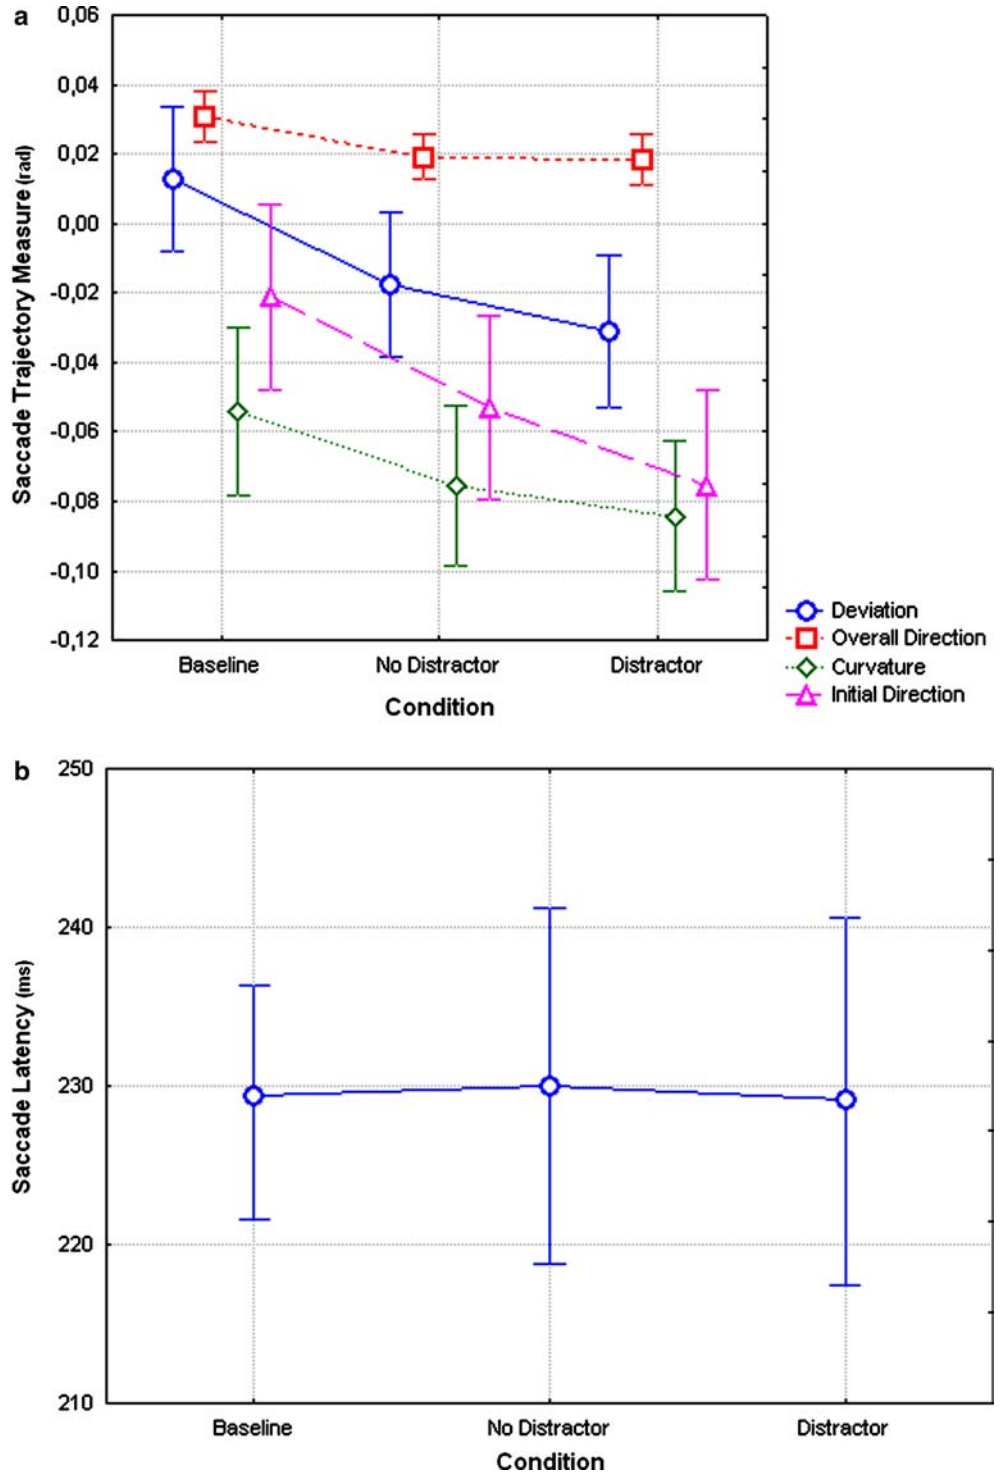 a
0,06
0,04
0,02
0,00
-0,02
-0,04
-0,06
-0,08
-0,10
-0,12
Saccade Trajectory Measure (rad)
Baseline No Distractor Distractor
Condition
Deviation
Overall Direction
Curvature
Initial Direction
b
250
240
230
220
210
Saccade Latency (ms)
Baseline No Distractor Distractor
Condition